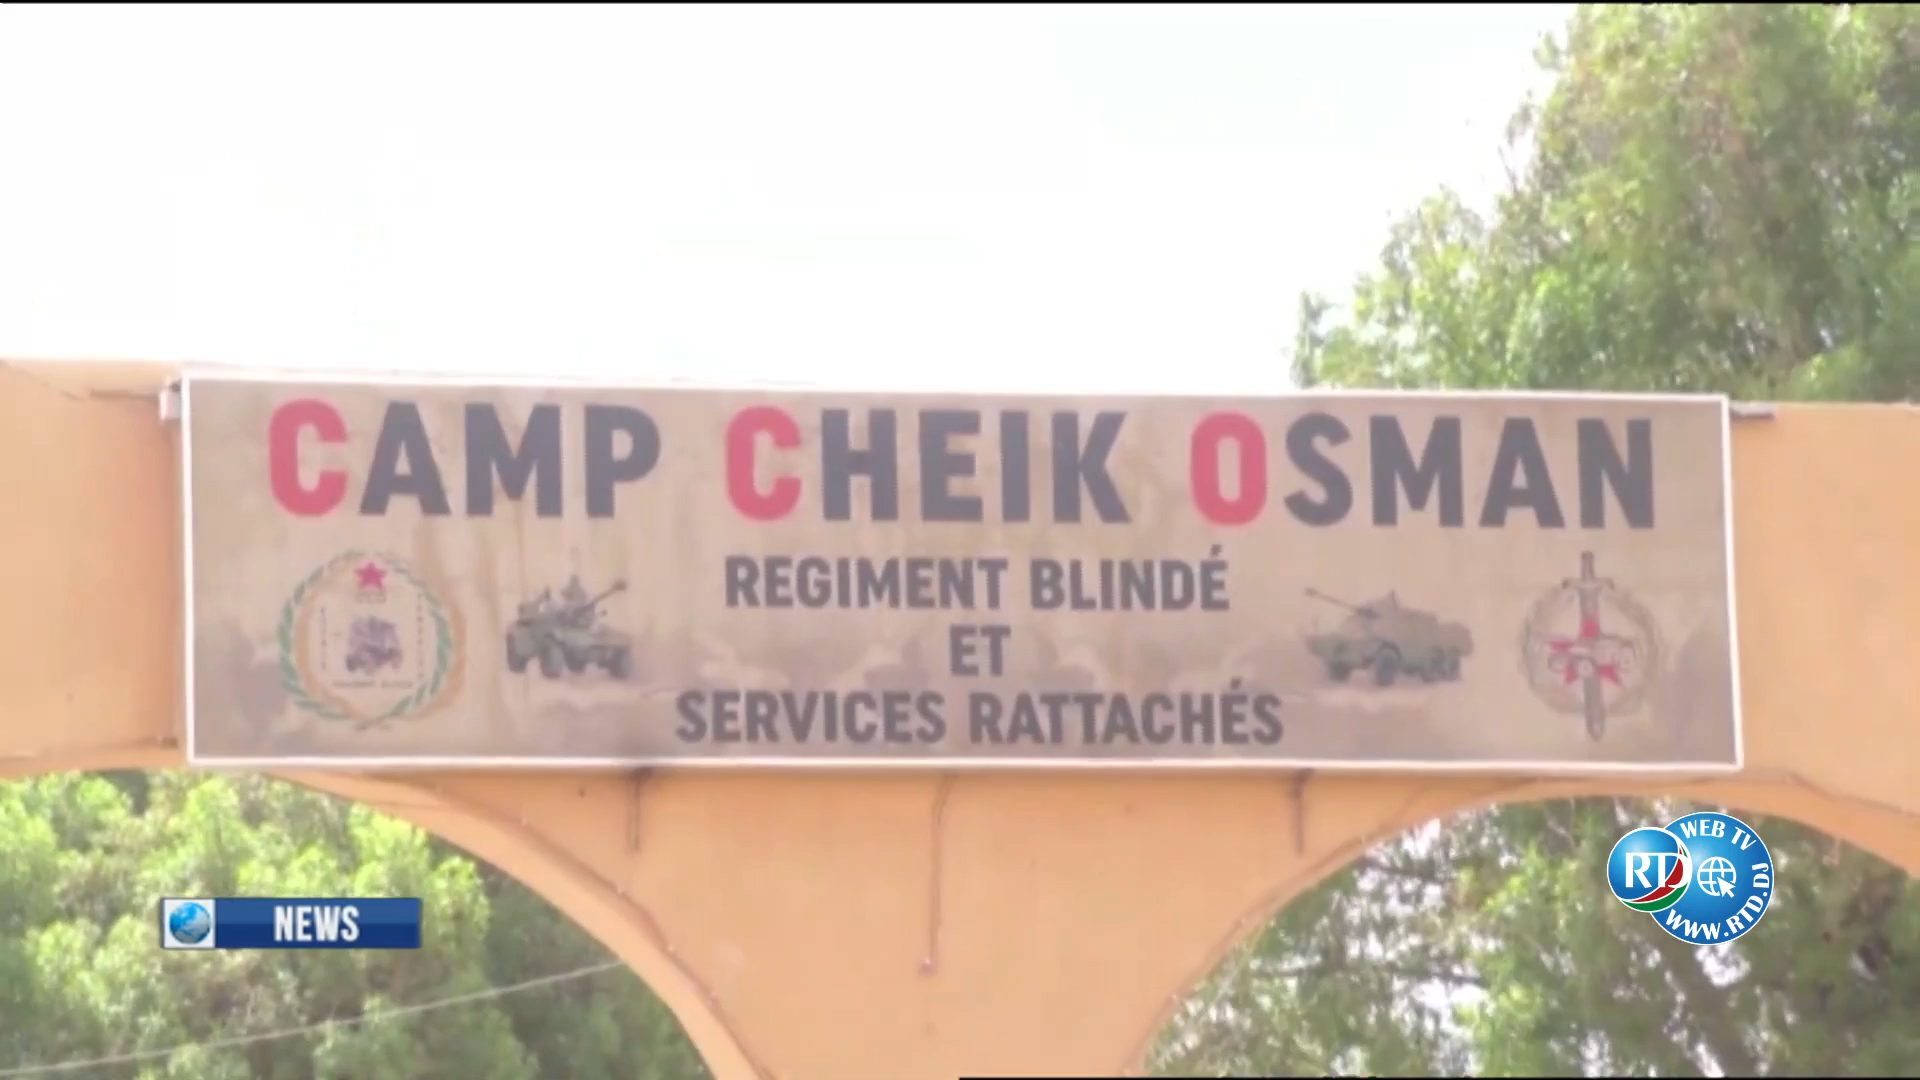 CAMP CHEIK OSMAN
REGIMENT BLINDÉ
ET
SERVICES RATTACHÉS
NEWS
WEB TV
RTD
WWW.RTD.DJ